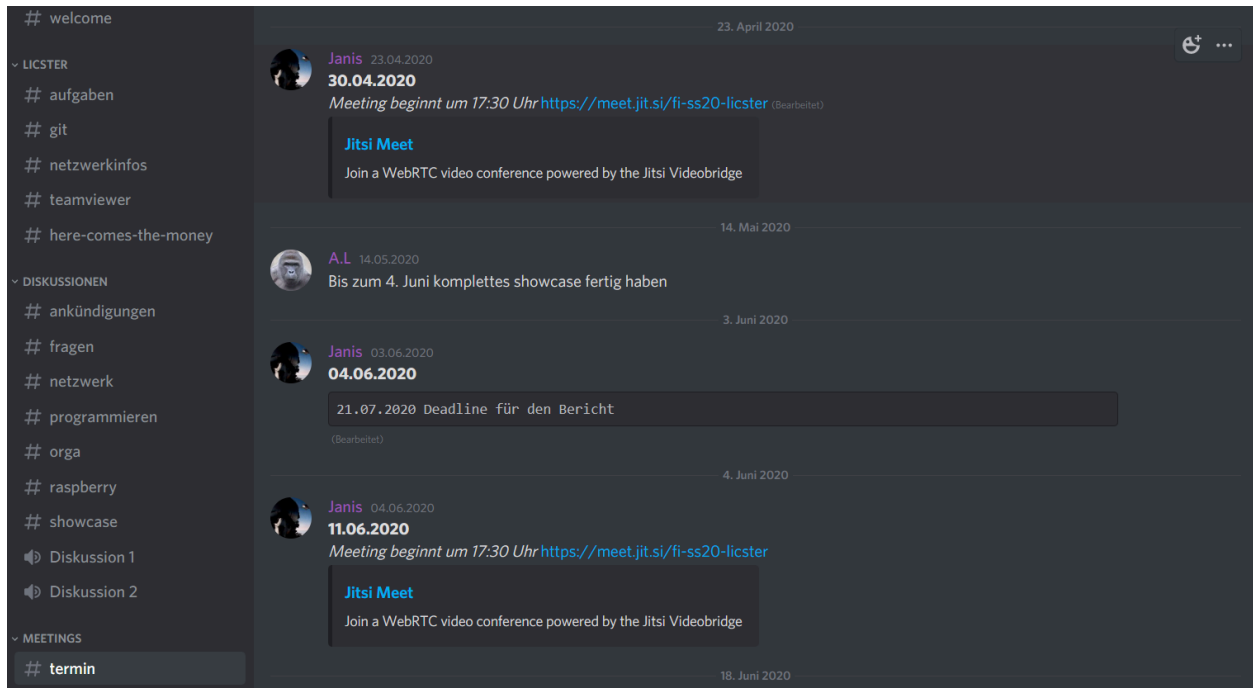 # welcome
LICSTER
# aufgaben
# git
# netzwerkinfos
# teamviewer
# here-comes-the-money
DISKUSSIONEN
# ankündigungen
# fragen
# netzwerk
# programmieren
# orga
# raspberry
# showcase
Diskussion 1
Diskussion 2
MEETINGS
# termin
23. April 2020
Janis 23.04.2020
30.04.2020
Meeting beginnt um 17:30 Uhr https://meet.jit.si/fi-ss20-licster (Bearbeitet)
Jitsi Meet
Join a WebRTC video conference powered by the Jitsi Videobridge
14. Mai 2020
A.L 14.05.2020
Bis zum 4. Juni komplettes showcase fertig haben
3. Juni 2020
Janis 03.06.2020
04.06.2020
21.07.2020 Deadline für den Bericht
(Bearbeitet)
4. Juni 2020
Janis 04.06.2020
11.06.2020
Meeting beginnt um 17:30 Uhr https://meet.jit.si/fi-ss20-licster
Jitsi Meet
Join a WebRTC video conference powered by the Jitsi Videobridge
18. Juni 2020